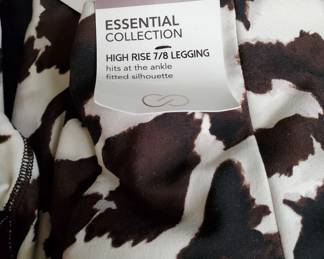 ESSENTIAL
COLLECTION
HIGH RISE 7/8 LEGGING
hits at the ankle
fitted silhouette